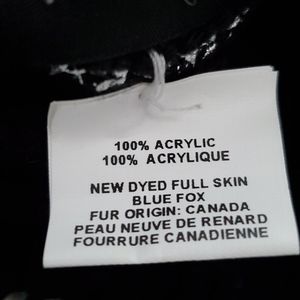 100% ACRYLIC
100% ACRYLIQUE
NEW DYED FULL SKIN
BLUE FOX
FUR ORIGIN: CANADA
PEAU NEUVE DE RENARD
FOURRURE CANADIENNE